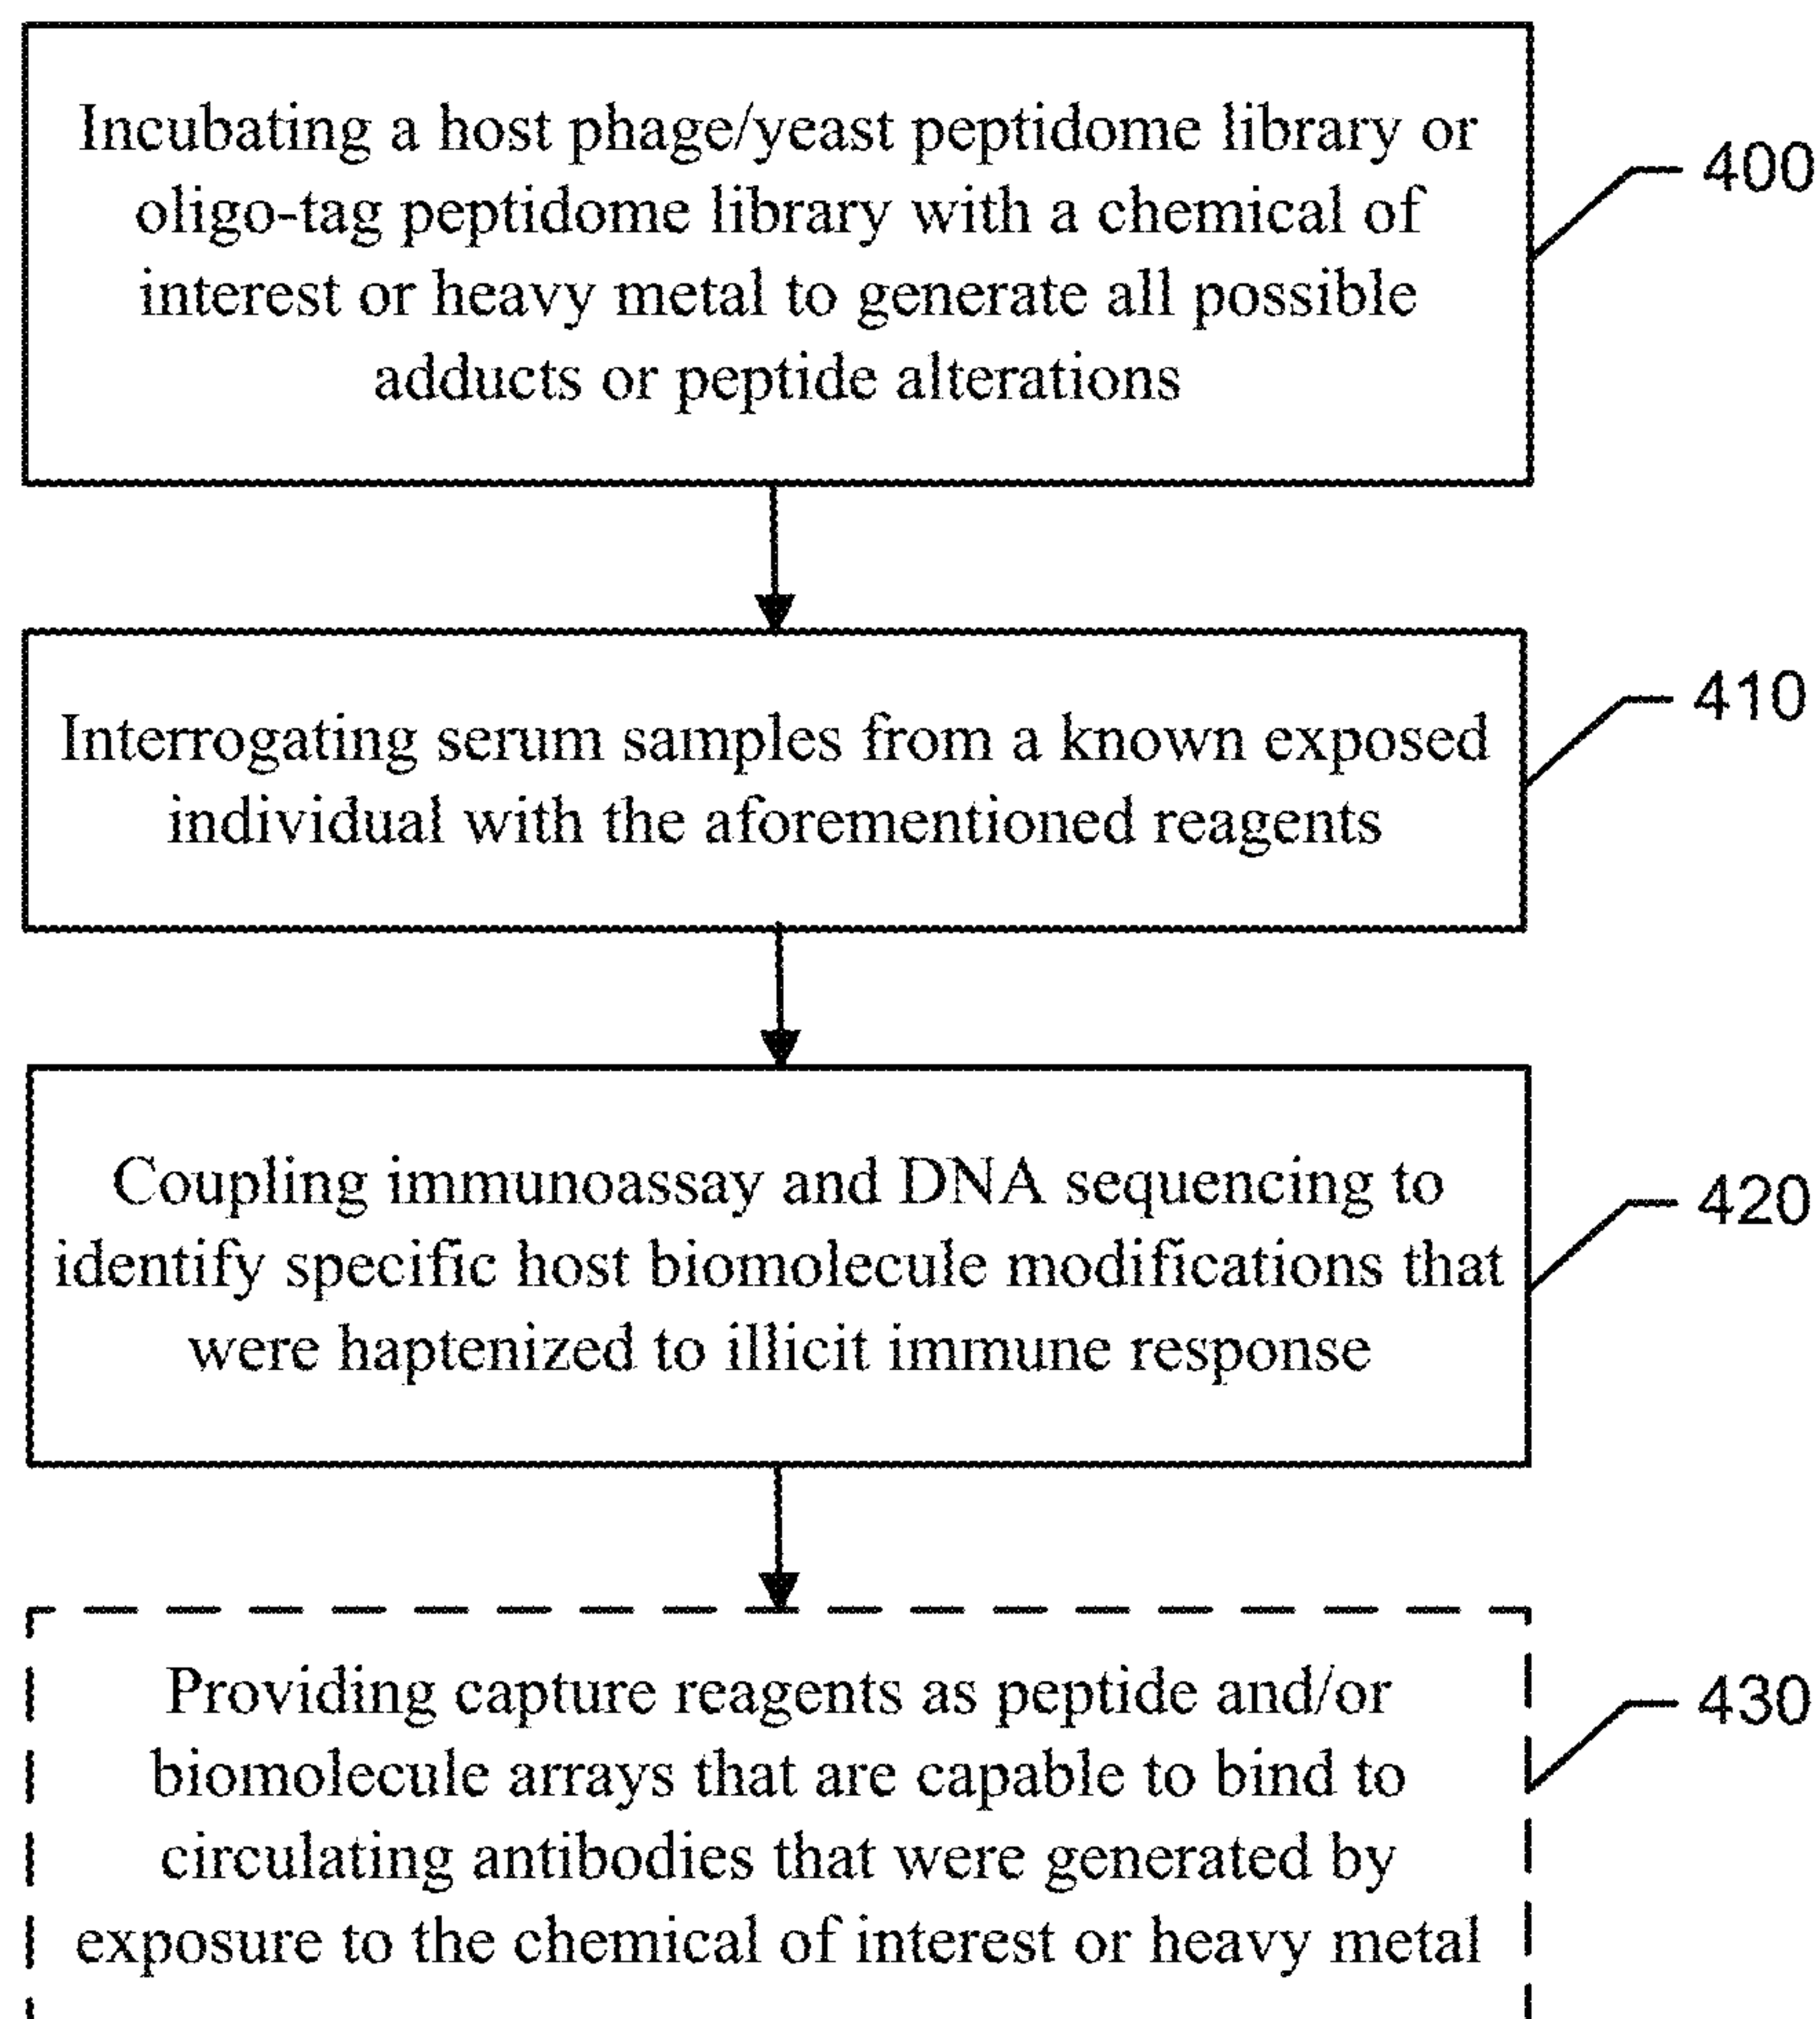 Incubating a host phage/yeast peptidome library or
oligo-tag peptidome library with a chemical of
interest or heavy metal to generate all possible
adducts or peptide alterations
400
Interrogating serum samples from a known exposed
individual with the aforementioned reagents
410
Coupling immunoassay and DNA sequencing to
identify specific host biomolecule modifications that
were haptenized to illicit immune response
420
Providing capture reagents as peptide and/or
biomolecule arrays that are capable to bind to
circulating antibodies that were generated by
exposure to the chemical of interest or heavy metal
430